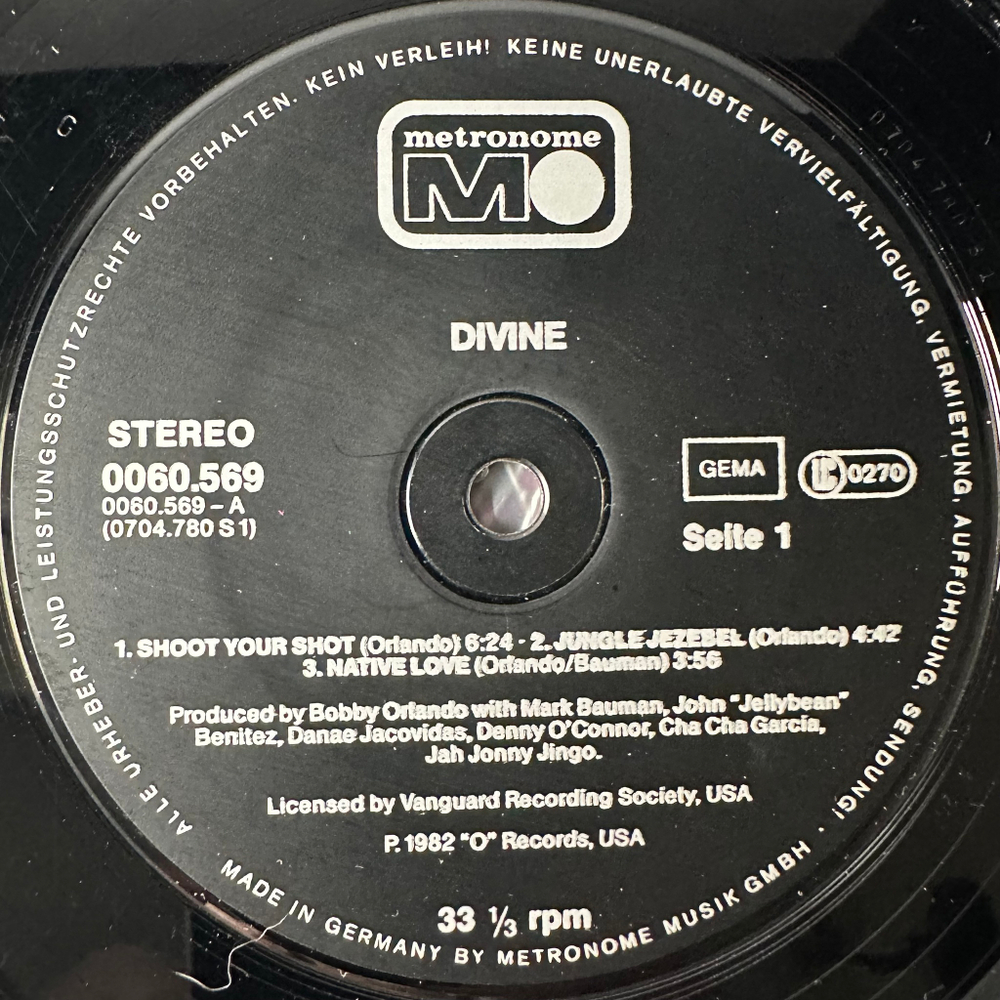 ALLE URHEBER- UND LEISTUNGSSCHUTZRECHTE VORBEHALTEN. KEIN VERLEIH! KEINE UNERLAUBTE VERVIELFÄLTIGUNG, VERMIETUNG, AUFFÜHRUNG, SENDUNG!
metronome
MO
DIVINE
STEREO
0060.569
0060.569 – A
(0704.780 S 1)
GEMA
LC 0270
Seite 1
1. SHOOT YOUR SHOT (Orlando) 6:24 - 2. JUNGLE JEZEBEL (Orlando) 4:42
3. NATIVE LOVE (Orlando/Bauman) 3:56
Produced by Bobby Orlando with Mark Bauman, John "Jellybean"
Benitez, Danae Jacovidas, Denny O'Connor, Cha Cha Garcia,
Jah Jonny Jingo.
Licensed by Vanguard Recording Society, USA
P. 1982 "O" Records, USA
33 ⅓ rpm
MADE IN GERMANY BY METRONOME MUSIK GMBH ·